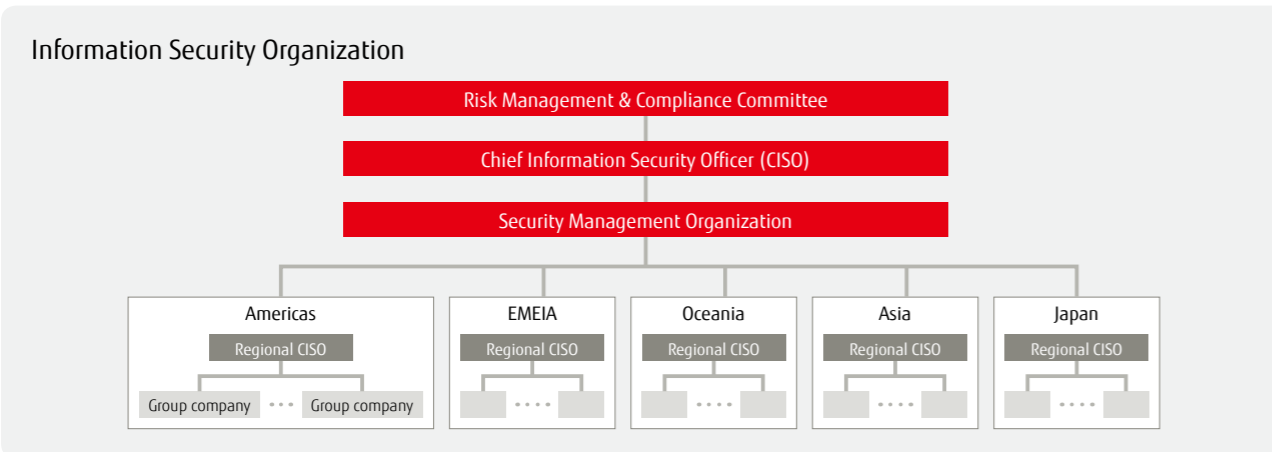 Information Security Organization
Risk Management & Compliance Committee
Chief Information Security Officer (CISO)
Security Management Organization
Americas
Regional CISO
Group company
Group company
EMEIA
Regional CISO
Oceania
Regional CISO
Asia
Regional CISO
Japan
Regional CISO